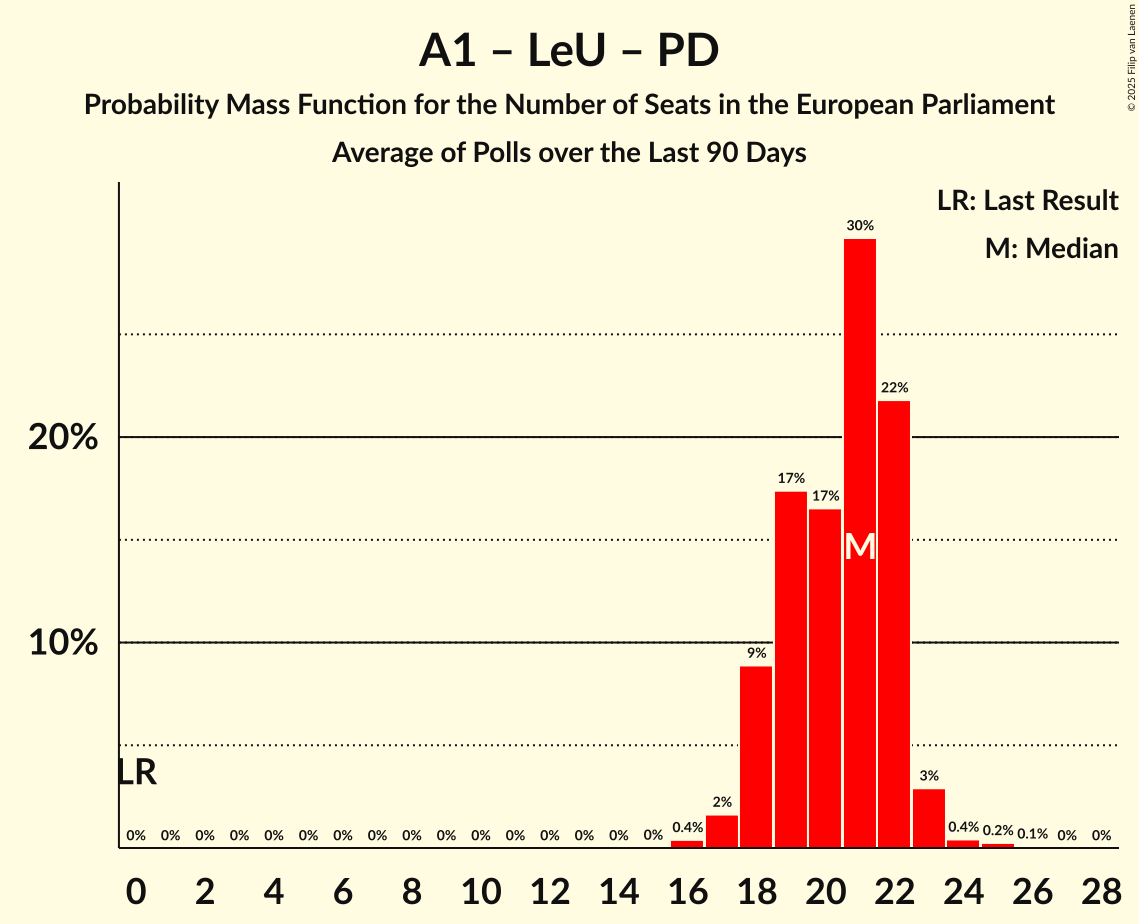 A1 – LeU – PD
Probability Mass Function for the Number of Seats in the European Parliament
Average of Polls over the Last 90 Days
© 2025 Filip van Laenen
LR: Last Result
M: Median
30%
22%
20%
17%
17%
M
10%
9%
LR
3%
2%
0% 0% 0% 0% 0% 0% 0% 0% 0% 0% 0% 0% 0% 0% 0% 0% 0.4% 0.4% 0.2% 0.1% 0% 0%
0 2 4 6 8 10 12 14 16 18 20 22 24 26 28